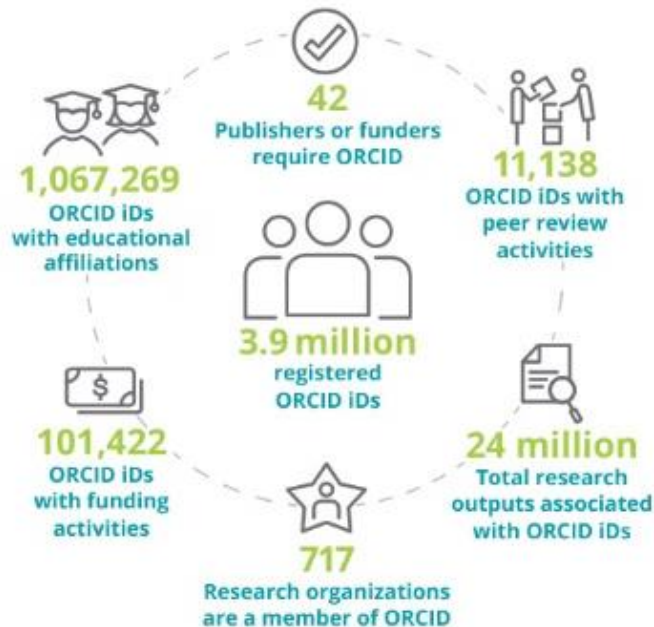 42
Publishers or funders
require ORCID
11,138
ORCID iDs with
peer review
activities
1,067,269
ORCID iDs
with educational
affiliations
3.9 million
registered
ORCID iDs
24 million
Total research
outputs associated
with ORCID iDs
$
101,422
ORCID iDs
with funding
activities
717
Research organizations
are a member of ORCID